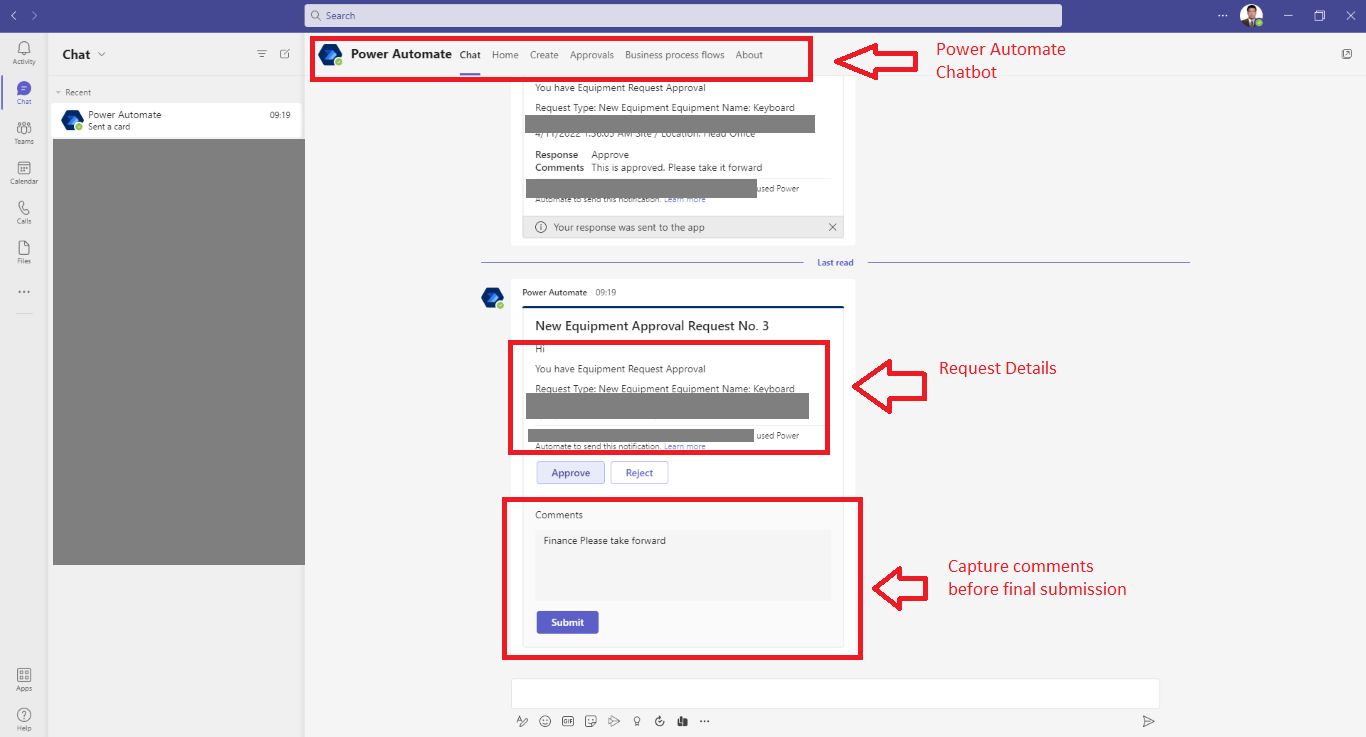 Search
Activity
Chat
Teams
Calendar
Calls
Files
Apps
Help
Chat
Recent
Power Automate 09:19
Sent a card
Power Automate Chat Home Create Approvals Business process flows About
Power Automate
Chatbot
You have Equipment Request Approval
Request Type: New Equipment Equipment Name: Keyboard
4/11/2022 1:36:05 AM Site / Location: Head Office
Response Approve
Comments This is approved. Please take it forward
used Power
Automate to send this notification. Learn more
Your response was sent to the app
Last read
Power Automate 09:19
New Equipment Approval Request No. 3
Hi
You have Equipment Request Approval
Request Type: New Equipment Equipment Name: Keyboard
used Power
Automate to send this notification. Learn more
Request Details
Approve Reject
Comments
Finance Please take forward
Submit
Capture comments
before final submission
GIF